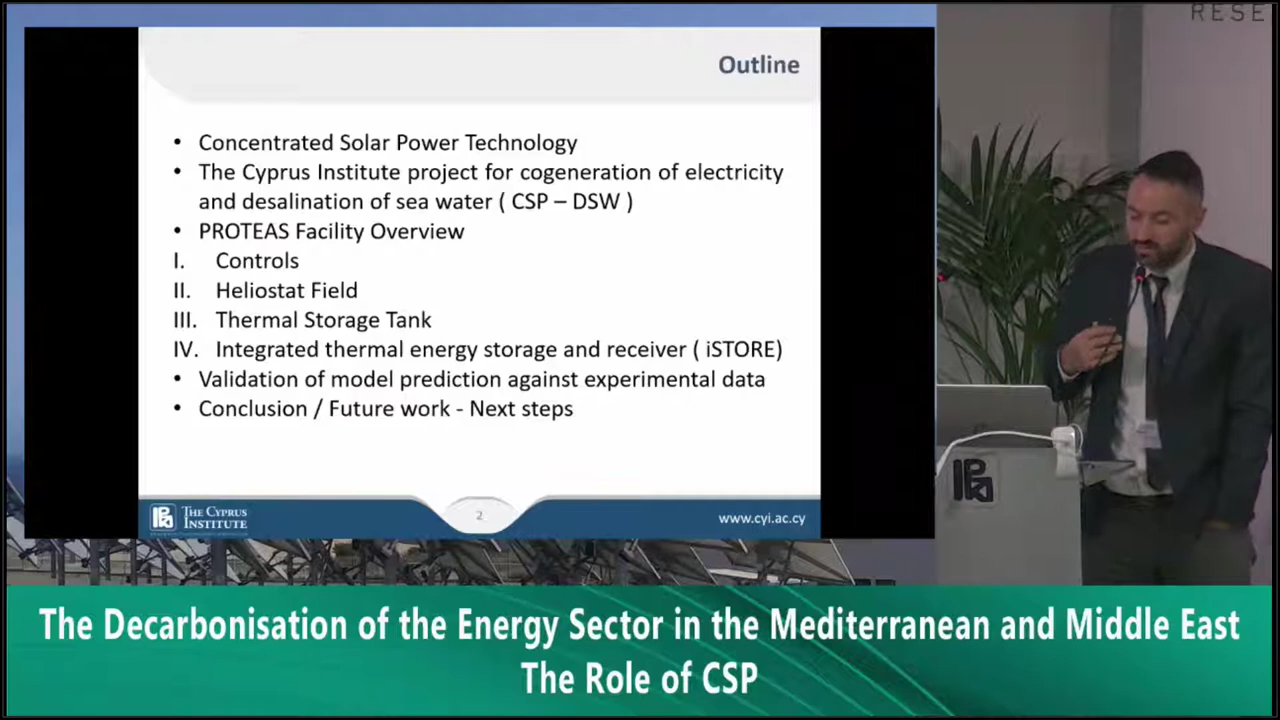 RESE
Outline
• Concentrated Solar Power Technology
• The Cyprus Institute project for cogeneration of electricity
and desalination of sea water ( CSP – DSW )
• PROTEAS Facility Overview
I. Controls
II. Heliostat Field
III. Thermal Storage Tank
IV. Integrated thermal energy storage and receiver ( iSTORE)
• Validation of model prediction against experimental data
• Conclusion / Future work - Next steps
THE CYPRUS
INSTITUTE
2
www.cyi.ac.cy
The Decarbonisation of the Energy Sector in the Mediterranean and Middle East
The Role of CSP